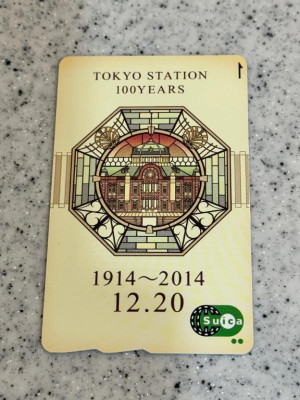 TOKYO STATION
100YEARS
1914～2014
12.20
Suica